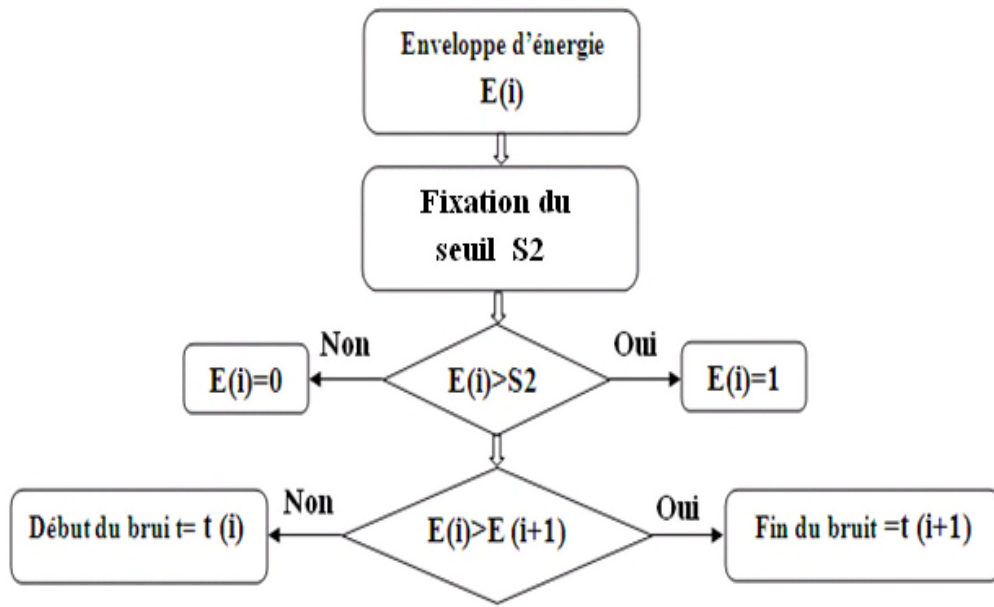 Enveloppe d'énergie
E(i)
Fixation du
seuil S2
Non
Oui
E(i)=0
E(i)>S2
E(i)=1
Non
Oui
Début du brui t= t (i)
E(i)>E (i+1)
Fin du bruit =t (i+1)